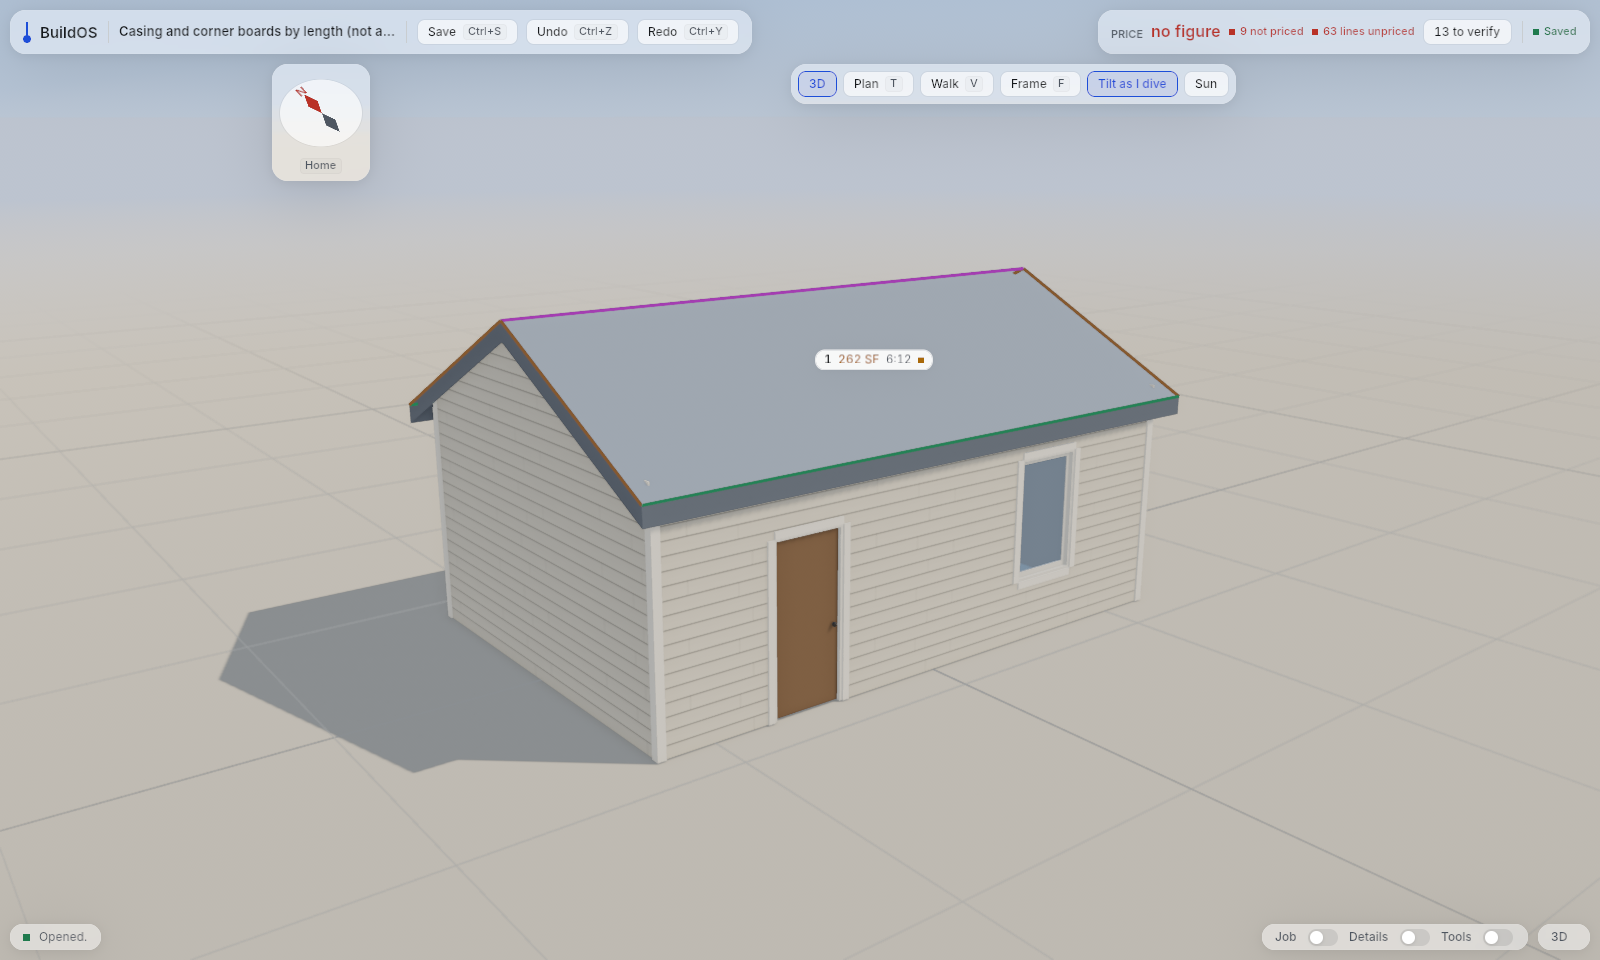 BuildOS
Casing and corner boards by length (not a...
Save Ctrl+S
Undo Ctrl+Z
Redo Ctrl+Y
PRICE no figure 9 not priced 63 lines unpriced
13 to verify
Saved
3D
Plan T
Walk V
Frame F
Tilt as I dive
Sun
N
Home
1 262 SF 6:12
Opened.
Job
Details
Tools
3D